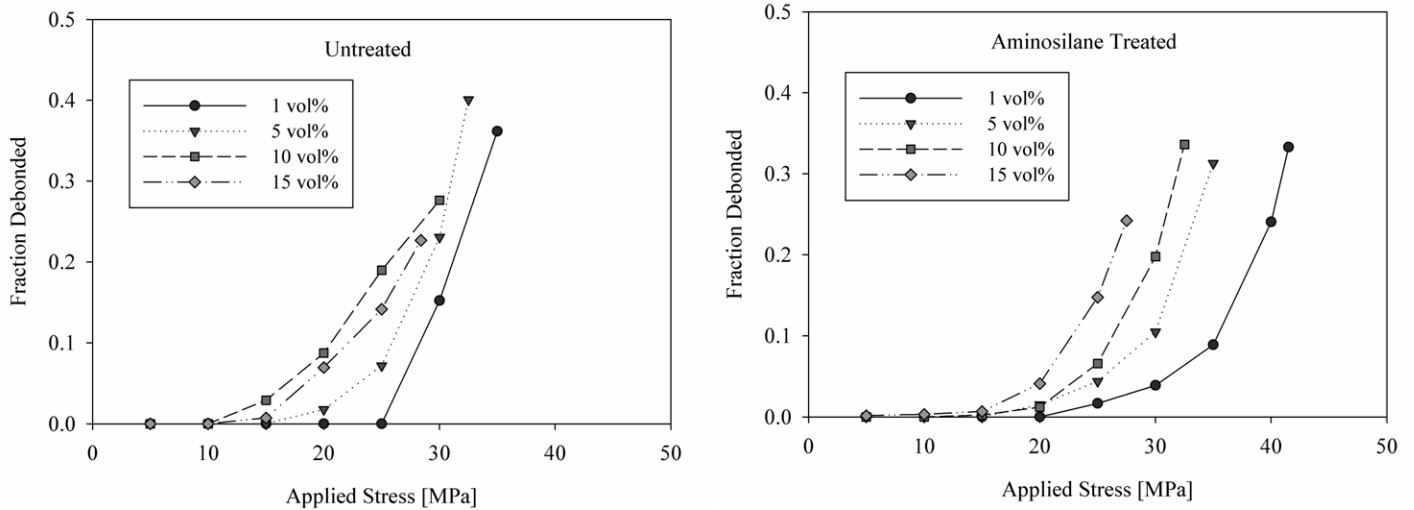 Untreated
1 vol%
5 vol%
10 vol%
15 vol%
Fraction Debonded
0.5
0.4
0.3
0.2
0.1
0.0
0
10
20
30
40
50
Applied Stress [MPa]
Aminosilane Treated
1 vol%
5 vol%
10 vol%
15 vol%
Fraction Debonded
0.5
0.4
0.3
0.2
0.1
0.0
0
10
20
30
40
50
Applied Stress [MPa]